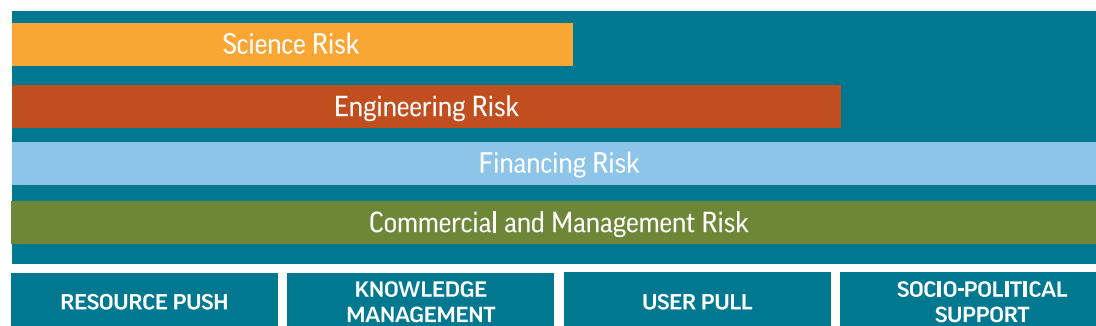 Science Risk
Engineering Risk
Financing Risk
Commercial and Management Risk
RESOURCE PUSH
KNOWLEDGE
MANAGEMENT
USER PULL
SOCIO-POLITICAL
SUPPORT